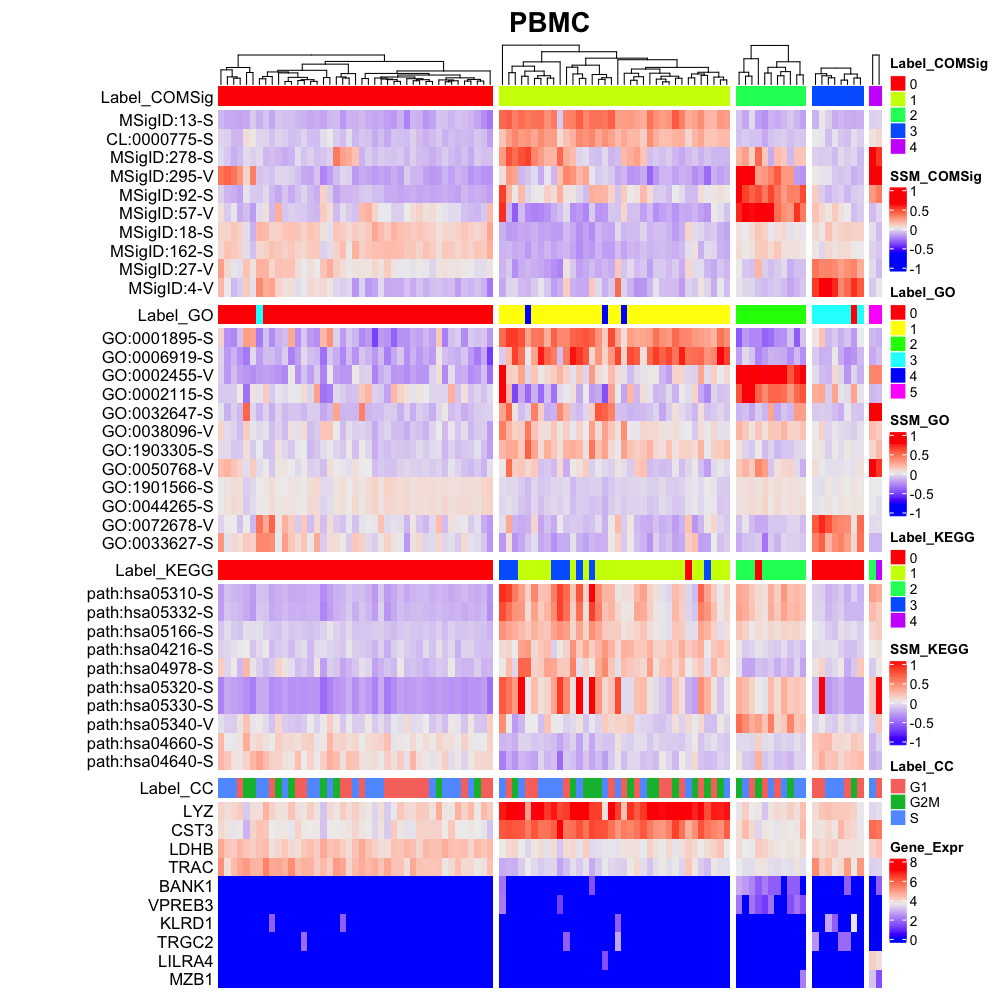 PBMC
Label_COMSig
MSigID:13-S
CL:0000775-S
MSigID:278-S
MSigID:295-V
MSigID:92-S
MSigID:57-V
MSigID:18-S
MSigID:162-S
MSigID:27-V
MSigID:4-V
Label_GO
GO:0001895-S
GO:0006919-S
GO:0002455-V
GO:0002115-S
GO:0032647-S
GO:0038096-V
GO:1903305-S
GO:0050768-V
GO:1901566-S
GO:0044265-S
GO:0072678-V
GO:0033627-S
Label_KEGG
path:hsa05310-S
path:hsa05332-S
path:hsa05166-S
path:hsa04216-S
path:hsa04978-S
path:hsa05320-S
path:hsa05330-S
path:hsa05340-V
path:hsa04660-S
path:hsa04640-S
Label_CC
LYZ
CST3
LDHB
TRAC
BANK1
VPREB3
KLRD1
TRGC2
LILRA4
MZB1
Label_COMSig
0
1
2
3
4
SSM_COMSig
1
0.5
0
-0.5
-1
Label_GO
0
1
2
3
4
5
SSM_GO
1
0.5
0
-0.5
-1
Label_KEGG
0
1
2
3
4
SSM_KEGG
1
0.5
0
-0.5
-1
Label_CC
G1
G2M
S
Gene_Expr
8
6
4
2
0